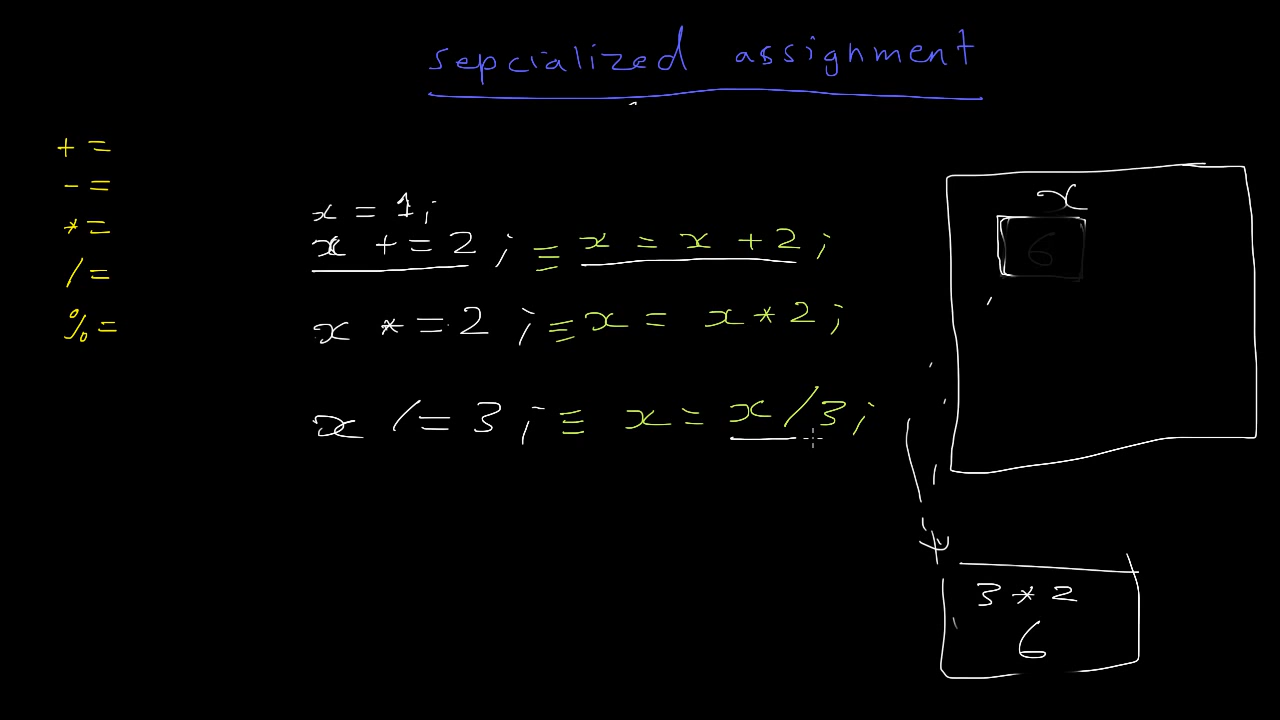 sepcialized assignment
+=
-=
*=
/=
%=
x = 1;
x += 2; ≡ x = x + 2;
x *= 2; ≡ x = x * 2;
x /= 3; ≡ x = x / 3;
x
6
3 * 2
6